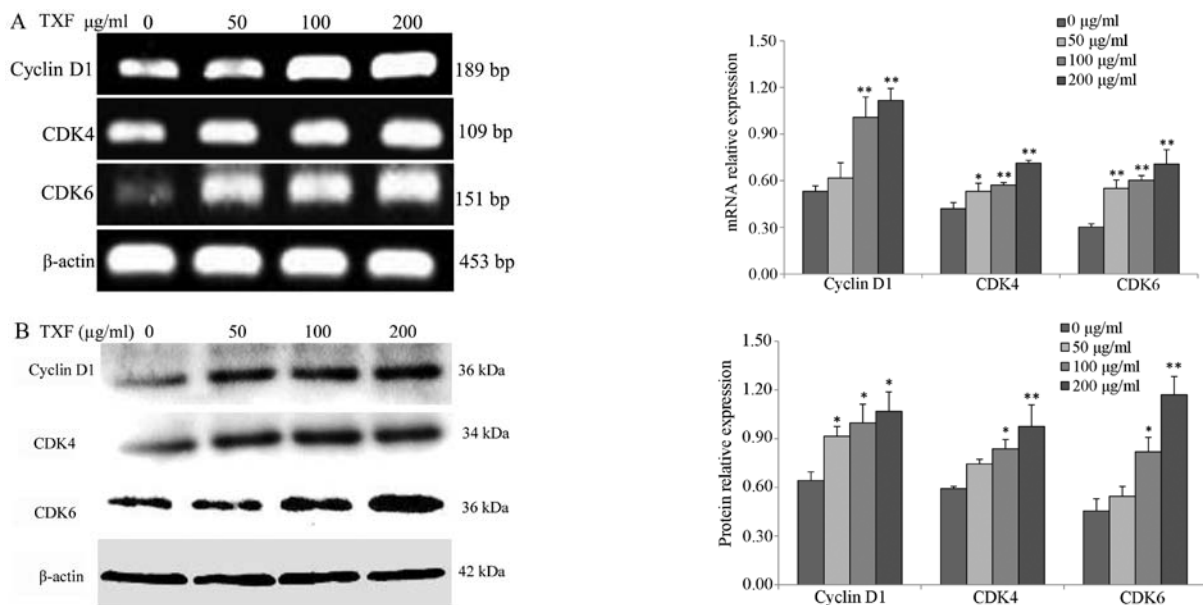 A TXF μg/ml 0 50 100 200
Cyclin D1 189 bp
CDK4 109 bp
CDK6 151 bp
β-actin 453 bp
mRNA relative expression
1.50
1.20
0.90
0.60
0.30
0.00
0 μg/ml
50 μg/ml
100 μg/ml
200 μg/ml
** **
* ** **
** ** **
Cyclin D1 CDK4 CDK6
B TXF (μg/ml) 0 50 100 200
Cyclin D1 36 kDa
CDK4 34 kDa
CDK6 36 kDa
β-actin 42 kDa
Protein relative expression
1.50
1.20
0.90
0.60
0.30
0.00
0 μg/ml
50 μg/ml
100 μg/ml
200 μg/ml
* * *
* **
* **
Cyclin D1 CDK4 CDK6